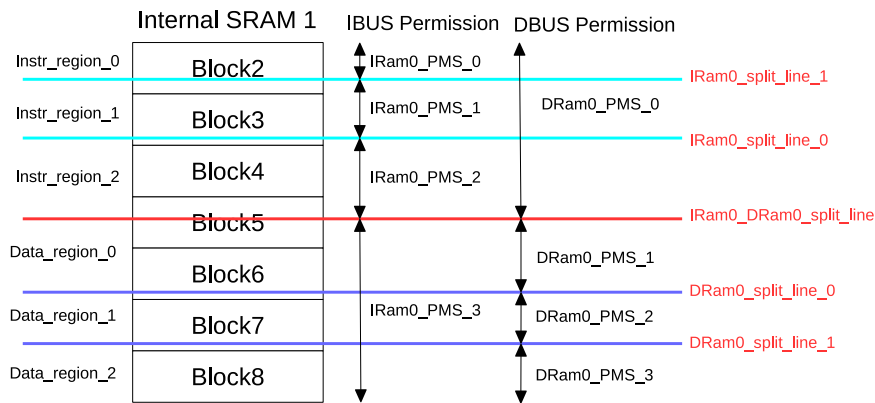 Internal SRAM 1
IBUS Permission
DBUS Permission
Instr_region_0
Block2
IRam0_PMS_0
IRam0_split_line_1
Instr_region_1
Block3
IRam0_PMS_1
DRam0_PMS_0
IRam0_split_line_0
Instr_region_2
Block4
IRam0_PMS_2
Block5
IRam0_DRam0_split_line
Data_region_0
Block6
DRam0_PMS_1
DRam0_split_line_0
Data_region_1
Block7
IRam0_PMS_3
DRam0_PMS_2
DRam0_split_line_1
Data_region_2
Block8
DRam0_PMS_3